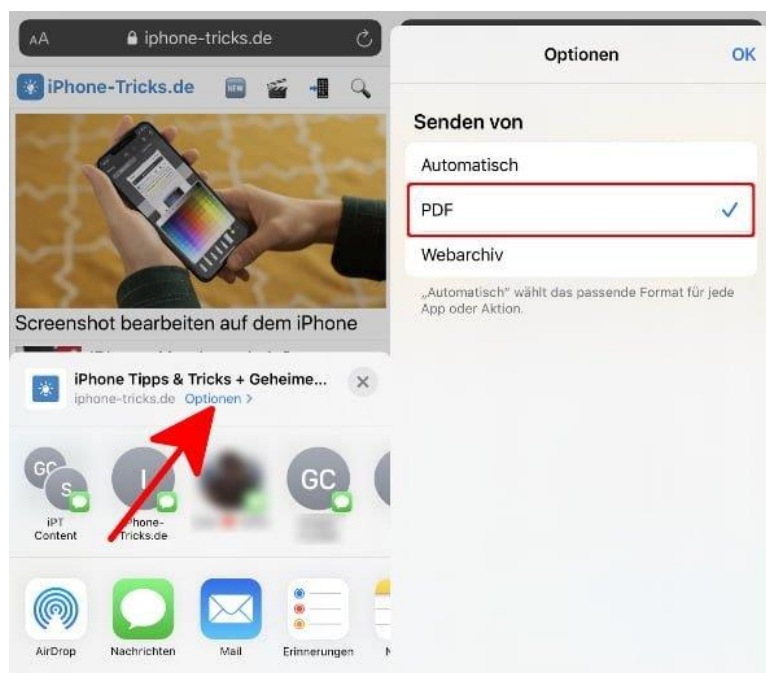 AA iphone-tricks.de
iPhone-Tricks.de NEW
Screenshot bearbeiten auf dem iPhone
iPhone Tipps & Tricks + Geheime...
iphone-tricks.de Optionen >
GC
S
I
GC
iPT
Content
iPhone-
Tricks.de
AirDrop
Nachrichten
Mail
Erinnerungen
Optionen
OK
Senden von
Automatisch
PDF
Webarchiv
„Automatisch“ wählt das passende Format für jede
App oder Aktion.